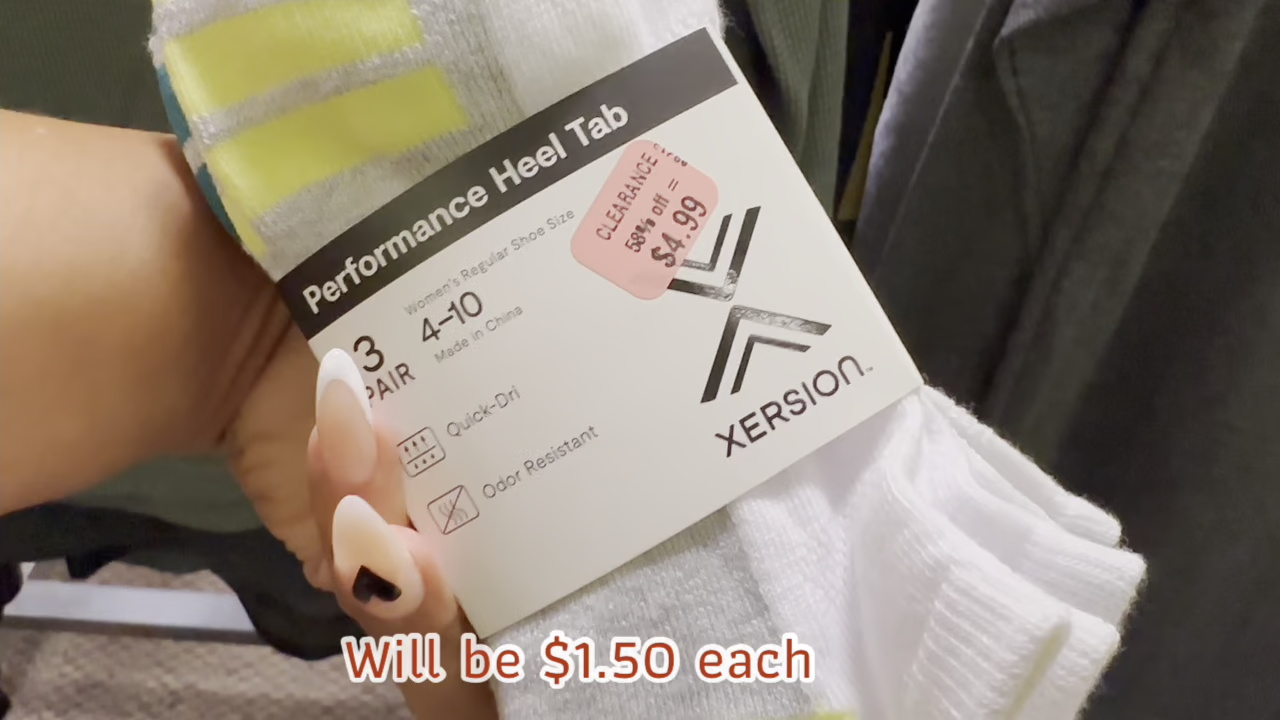 Performance Heel Tab
CLEARANCE
58% off =
$4.99
Women's Regular Shoe Size
4–10
Made in China
3
PAIR
Quick-Dri
Odor Resistant
XERSION™
Will be $1.50 each